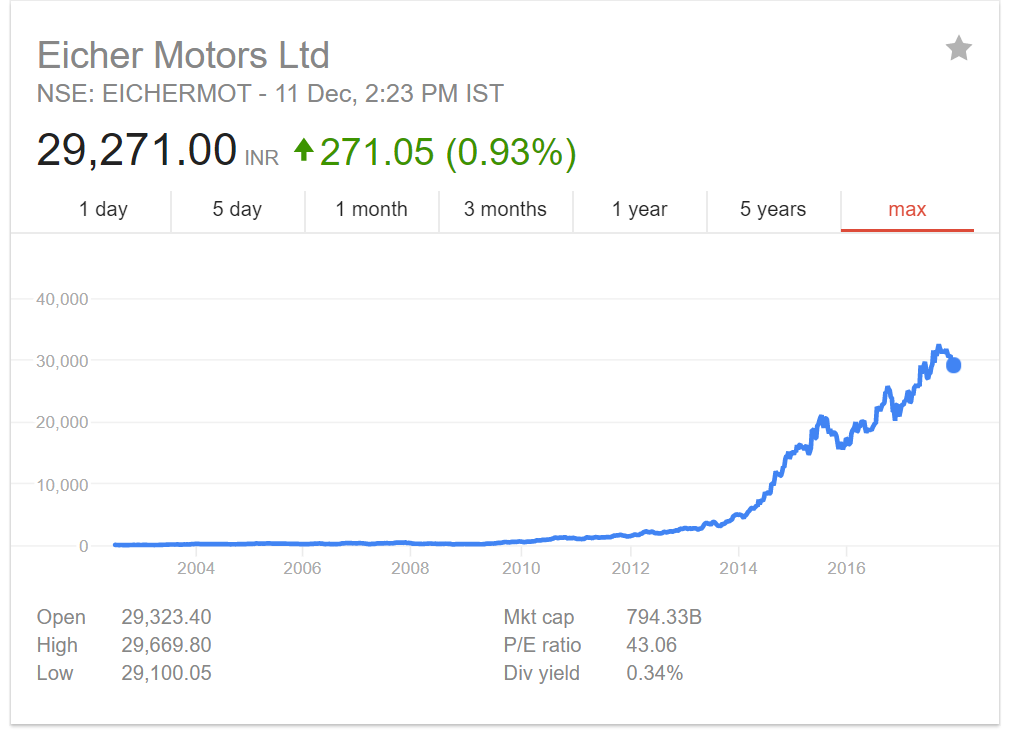 Eicher Motors Ltd
NSE: EICHERMOT - 11 Dec, 2:23 PM IST
29,271.00 INR 271.05 (0.93%)
1 day 5 day 1 month 3 months 1 year 5 years max
40,000
30,000
20,000
10,000
0
2004 2006 2008 2010 2012 2014 2016
Open 29,323.40 Mkt cap 794.33B
High 29,669.80 P/E ratio 43.06
Low 29,100.05 Div yield 0.34%